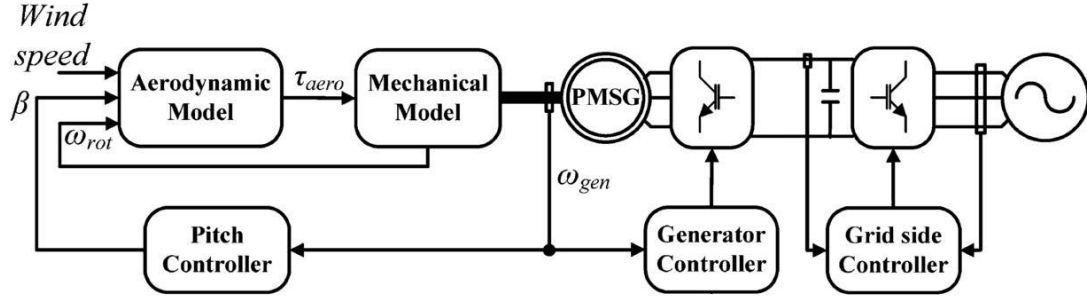 Wind
speed
β
ω_rot
Aerodynamic
Model
τ_aero
Mechanical
Model
PMSG
ω_gen
Pitch
Controller
Generator
Controller
Grid side
Controller